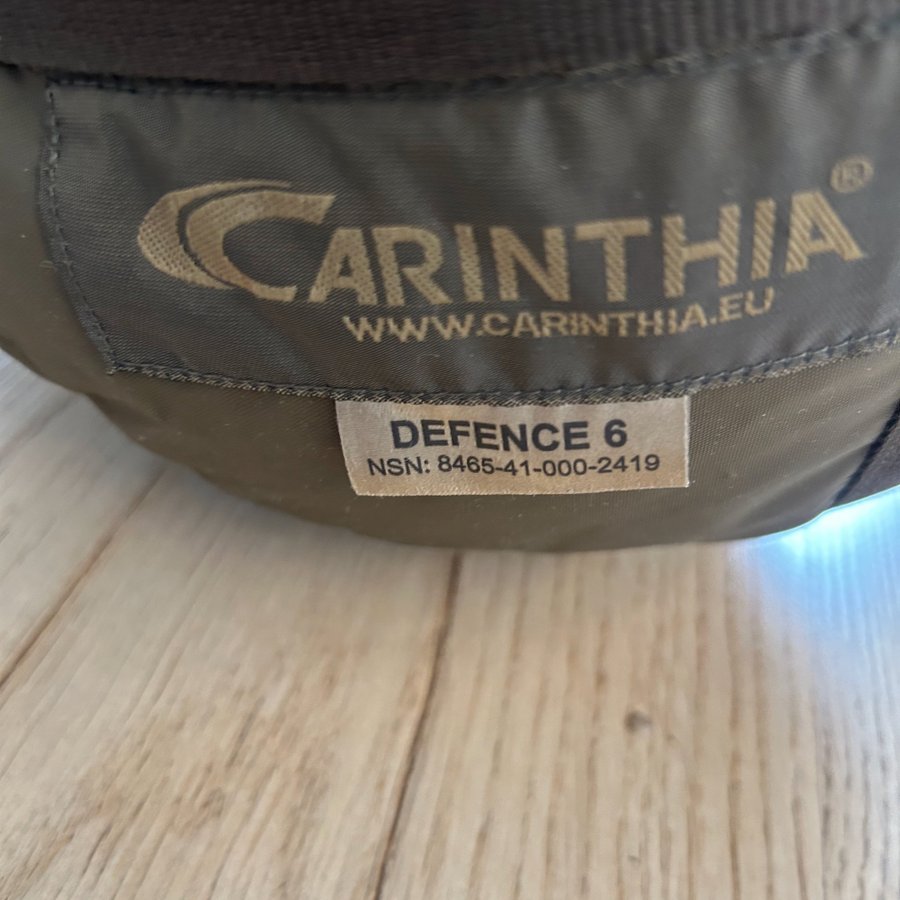 CARINTHIA®
WWW.CARINTHIA.EU
DEFENCE 6
NSN: 8465-41-000-2419